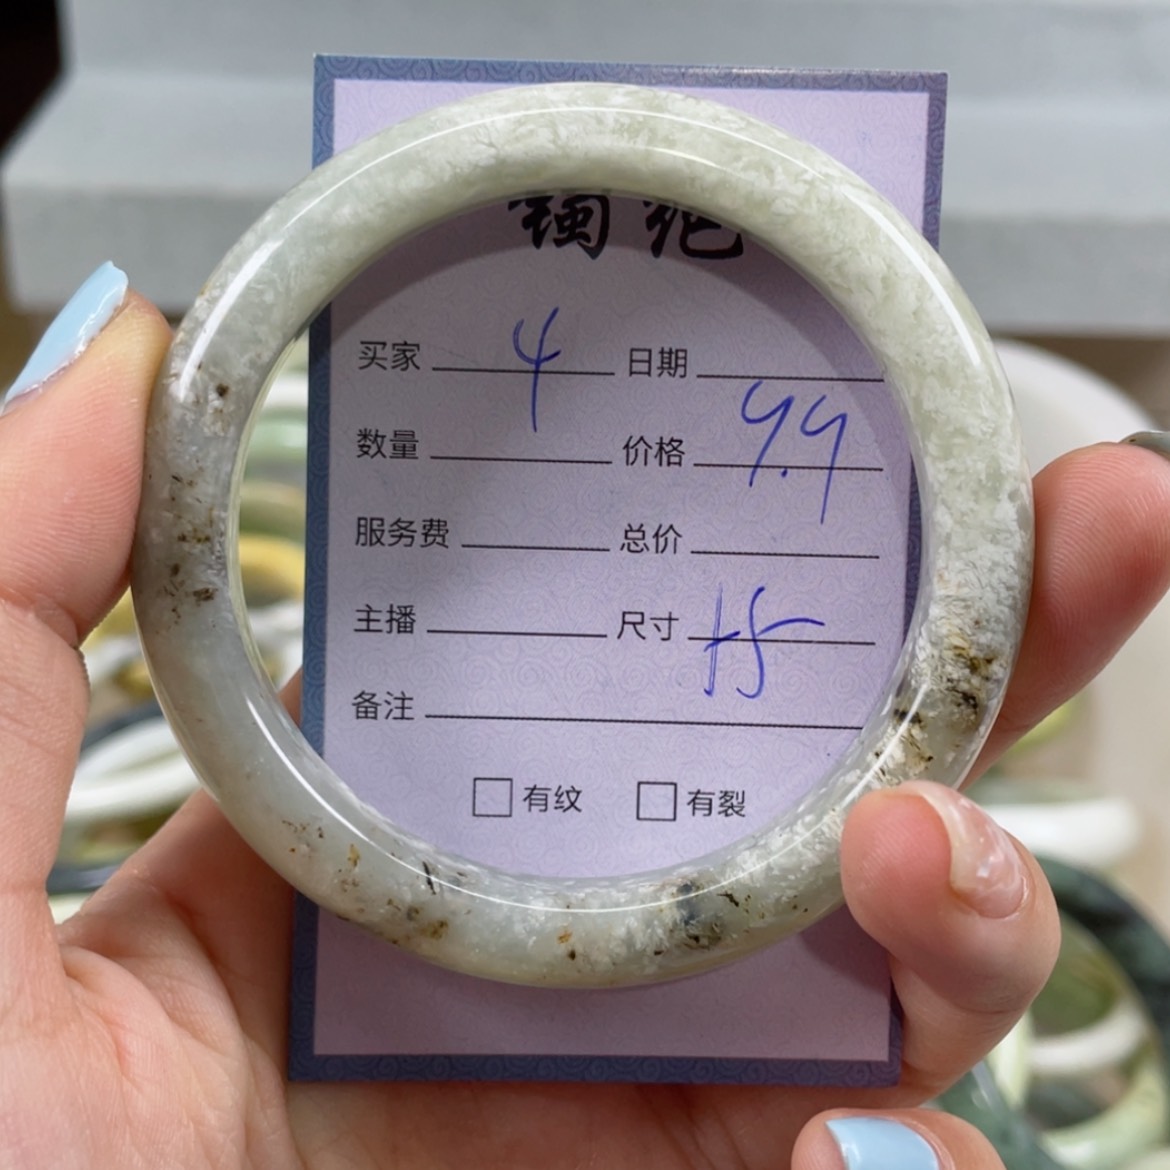 买家 4 日期
数量 价格 9.9
服务费 总价
主播 尺寸
备注
□ 有纹 □ 有裂